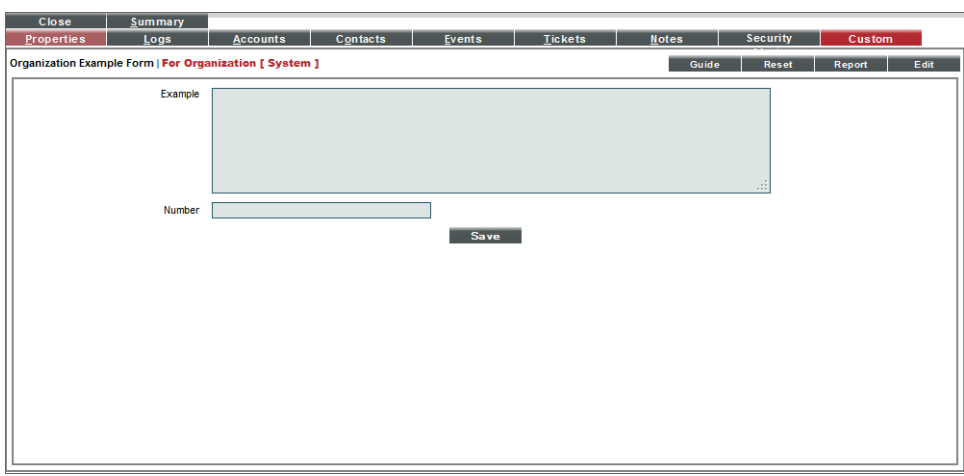 Close Summary
Properties Logs Accounts Contacts Events Tickets Notes Security Custom
Organization Example Form | For Organization [ System ] Guide Reset Report Edit
Example
Number
Save